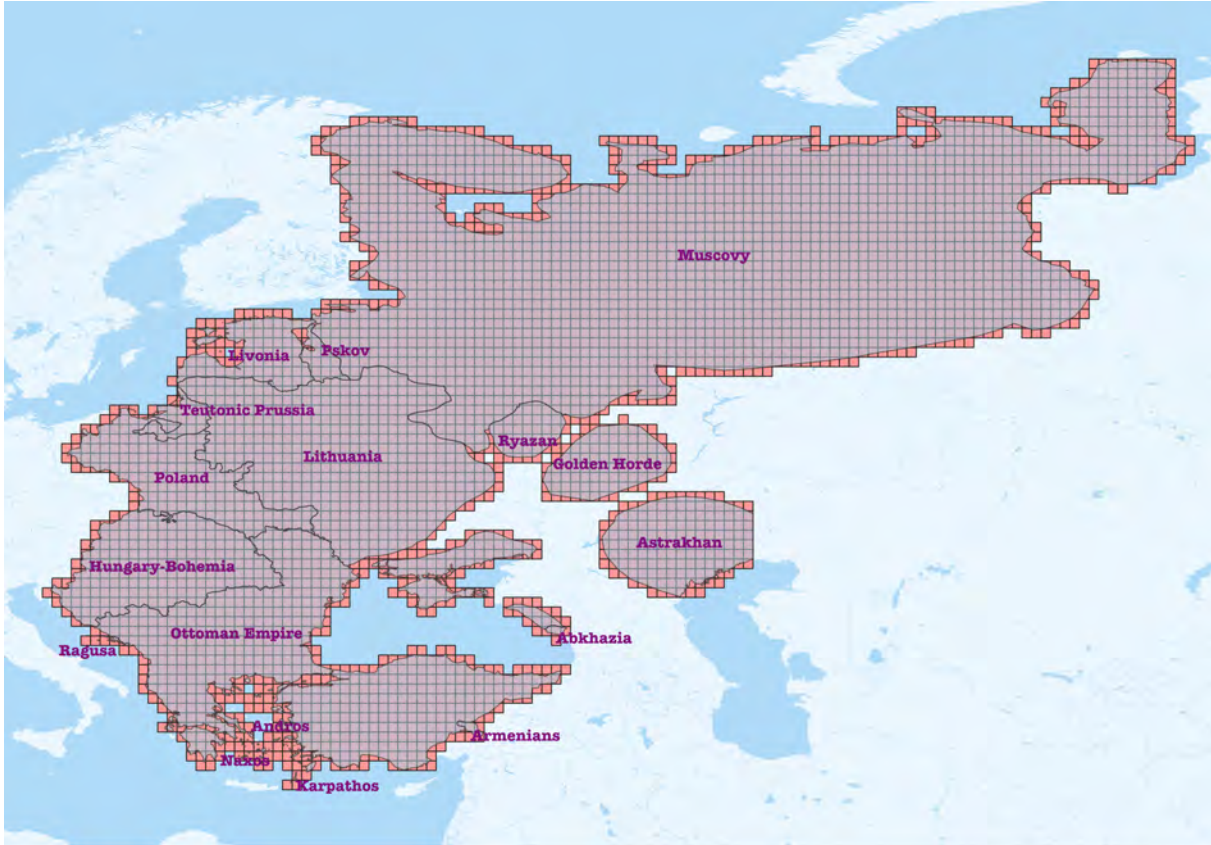 Muscovy
Livonia
Pskov
Teutonic Prussia
Ryazan
Lithuania
Golden Horde
Poland
Astrakhan
Hungary-Bohemia
Ottoman Empire
Abkhazia
Ragusa
Andros
Armenians
Naxos
Karpathos